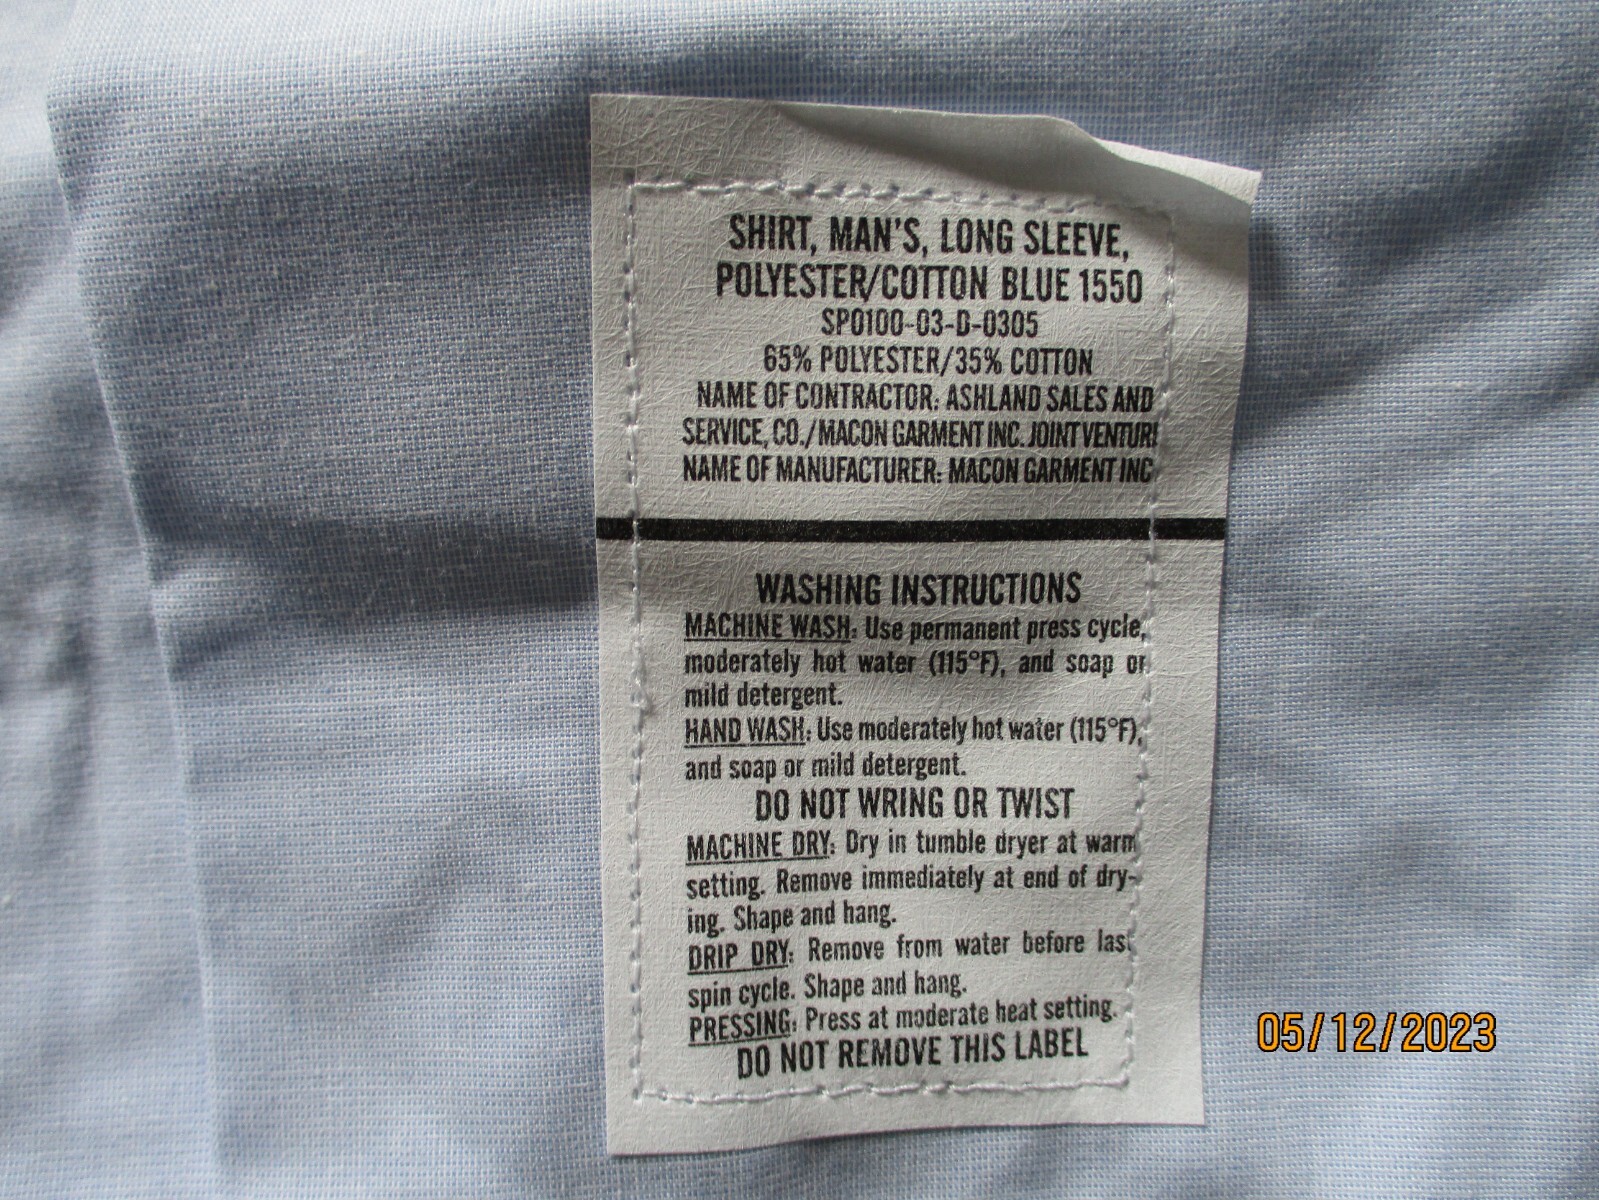 SHIRT, MAN'S, LONG SLEEVE,
POLYESTER/COTTON BLUE 1550
SPO100-03-D-0305
65% POLYESTER/35% COTTON
NAME OF CONTRACTOR: ASHLAND SALES AND
SERVICE, CO./MACON GARMENT INC. JOINT VENTUR
NAME OF MANUFACTURER: MACON GARMENT INC
WASHING INSTRUCTIONS
MACHINE WASH: Use permanent press cycle,
moderately hot water (115°F), and soap or
mild detergent.
HAND WASH: Use moderately hot water (115°F),
and soap or mild detergent.
DO NOT WRING OR TWIST
MACHINE DRY: Dry in tumble dryer at warm
setting. Remove immediately at end of dry-
ing. Shape and hang.
DRIP DRY: Remove from water before last
spin cycle. Shape and hang.
PRESSING: Press at moderate heat setting.
DO NOT REMOVE THIS LABEL
05/12/2023